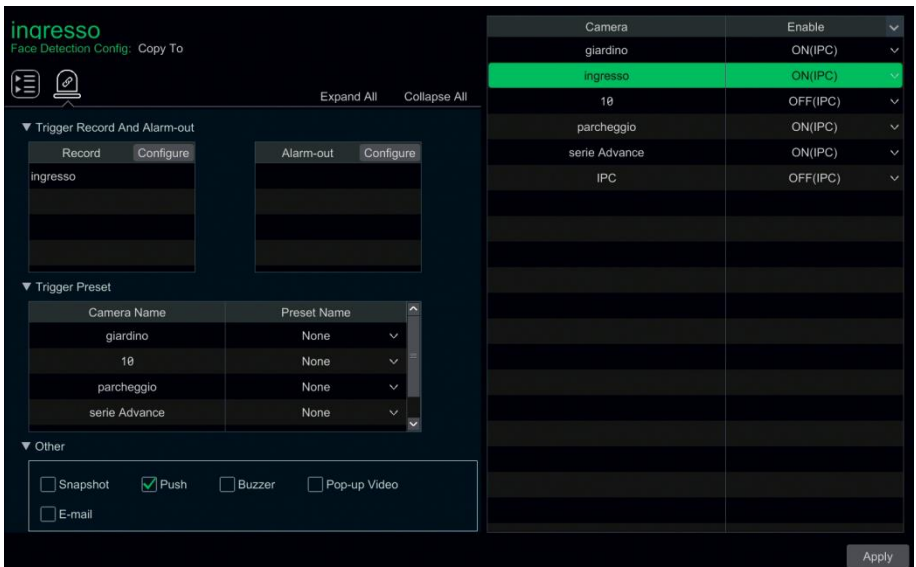 ingresso
Face Detection Config: Copy To
Expand All Collapse All
Trigger Record And Alarm-out
Record Configure
ingresso
Alarm-out Configure
Trigger Preset
Camera Name Preset Name
giardino None
10 None
parcheggio None
serie Advance None
Other
Snapshot Push Buzzer Pop-up Video
E-mail
Camera Enable
giardino ON(IPC)
ingresso ON(IPC)
10 OFF(IPC)
parcheggio ON(IPC)
serie Advance ON(IPC)
IPC OFF(IPC)
Apply